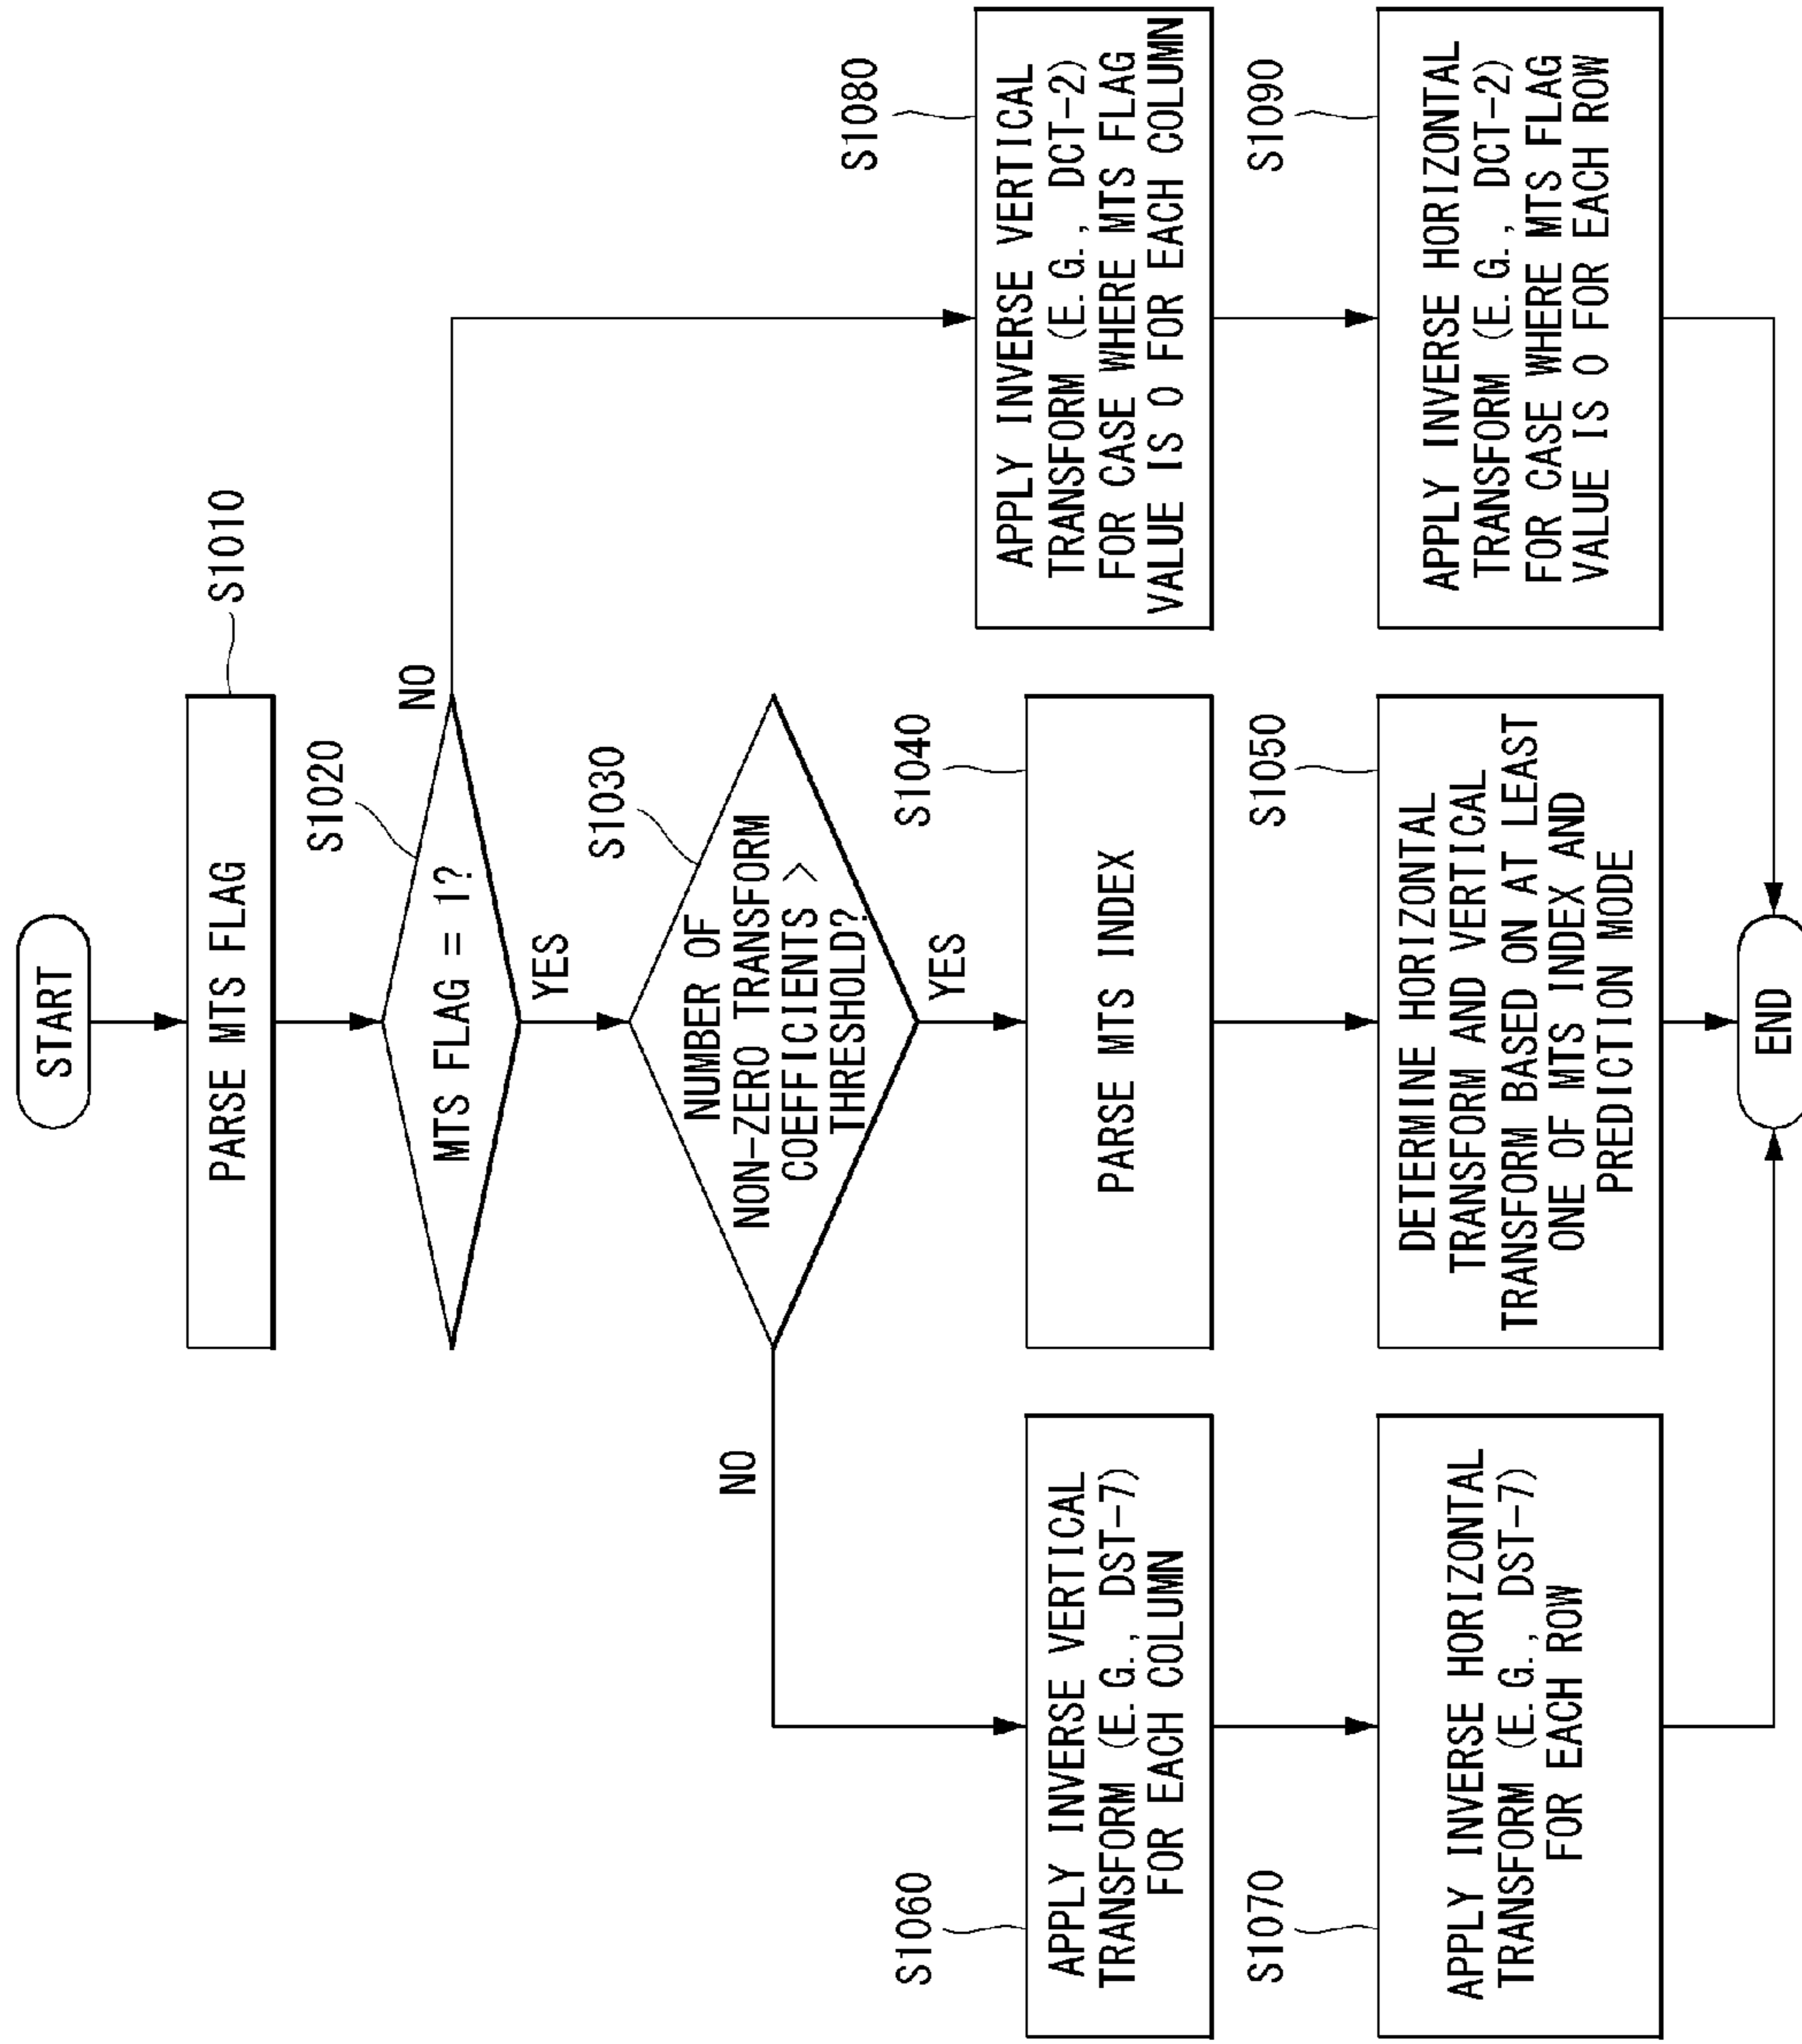 START
PARSE MTS FLAG
S1010
MTS FLAG = 1?
S1020
NO
YES
NUMBER OF
NON-ZERO TRANSFORM
COEFFICIENTS >
THRESHOLD?
S1030
NO
YES
S1060
APPLY INVERSE VERTICAL
TRANSFORM (E.G., DST-7)
FOR EACH COLUMN
S1040
PARSE MTS INDEX
S1080
APPLY INVERSE VERTICAL
TRANSFORM (E.G., DCT-2)
FOR CASE WHERE MTS FLAG
VALUE IS 0 FOR EACH COLUMN
S1070
APPLY INVERSE HORIZONTAL
TRANSFORM (E.G., DST-7)
FOR EACH ROW
S1050
DETERMINE HORIZONTAL
TRANSFORM AND VERTICAL
TRANSFORM BASED ON AT LEAST
ONE OF MTS INDEX AND
PREDICTION MODE
S1090
APPLY INVERSE HORIZONTAL
TRANSFORM (E.G., DCT-2)
FOR CASE WHERE MTS FLAG
VALUE IS 0 FOR EACH ROW
END